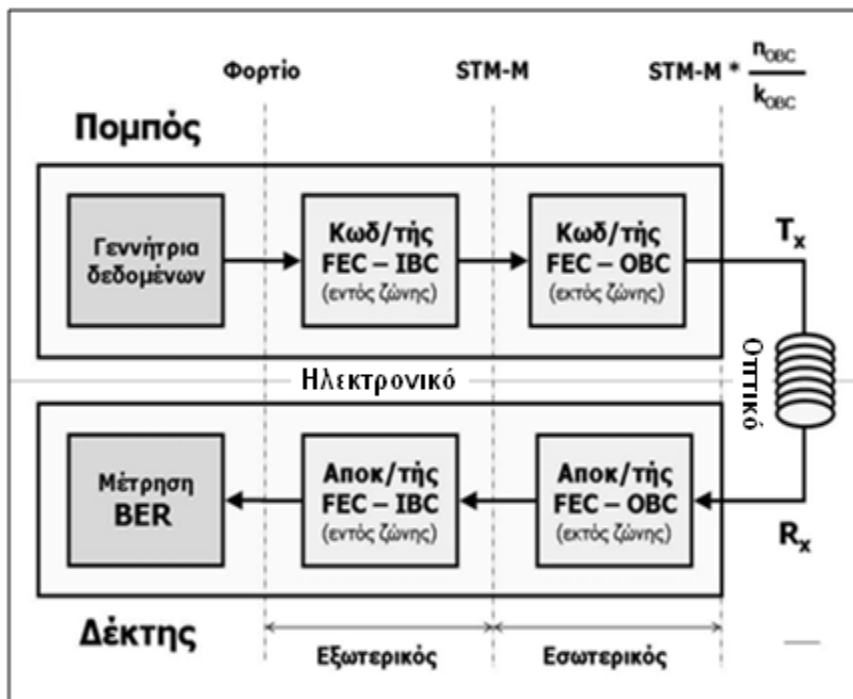 Φορτίο
STM-M
STM-M * n_OBC / k_OBC
Πομπός
Γεννήτρια
δεδομένων
Κωδ/τής
FEC – IBC
(εντός ζώνης)
Κωδ/τής
FEC – OBC
(εκτός ζώνης)
Tx
Ηλεκτρονικό
Οπτικό
Μέτρηση
BER
Αποκ/τής
FEC – IBC
(εντός ζώνης)
Αποκ/τής
FEC – OBC
(εκτός ζώνης)
Rx
Δέκτης
Εξωτερικός
Εσωτερικός